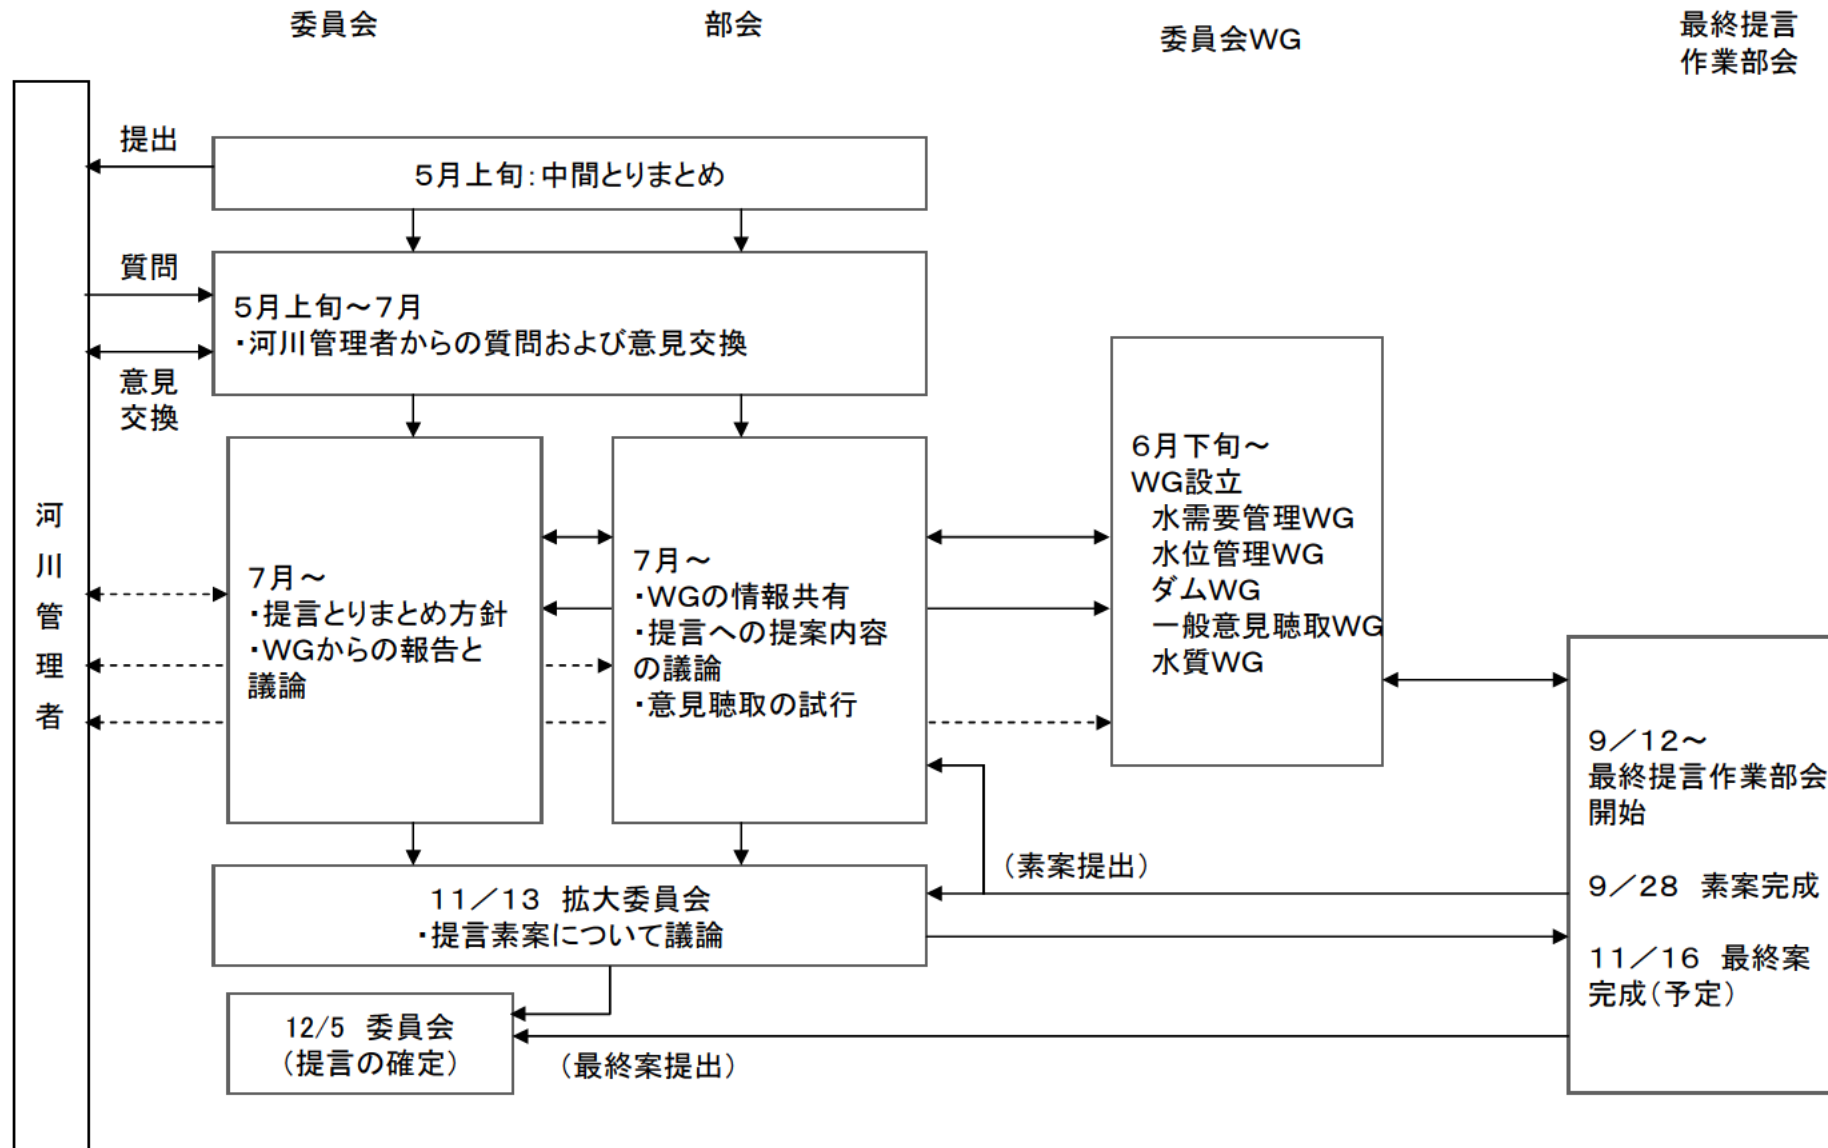 委員会
部会
委員会WG
最終提言
作業部会
提出
5月上旬:中間とりまとめ
質問
5月上旬～7月
・河川管理者からの質問および意見交換
意見
交換
河
川
管
理
者
7月～
・提言とりまとめ方針
・WGからの報告と
議論
7月～
・WGの情報共有
・提言への提案内容
の議論
・意見聴取の試行
6月下旬～
WG設立
水需要管理WG
水位管理WG
ダムWG
一般意見聴取WG
水質WG
9／12～
最終提言作業部会
開始
9／28 素案完成
11／16 最終案
完成(予定)
(素案提出)
11／13 拡大委員会
・提言素案について議論
12/5 委員会
(提言の確定)
(最終案提出)